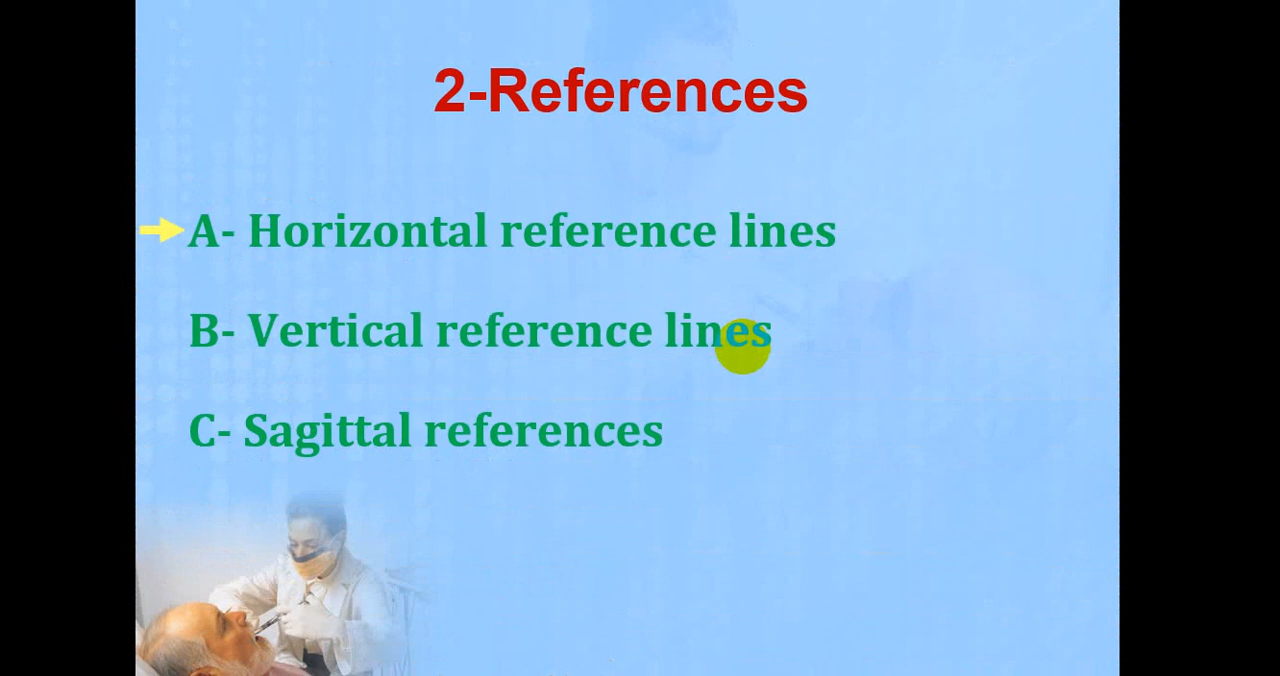 2-References
A- Horizontal reference lines
B- Vertical reference lines
C- Sagittal references